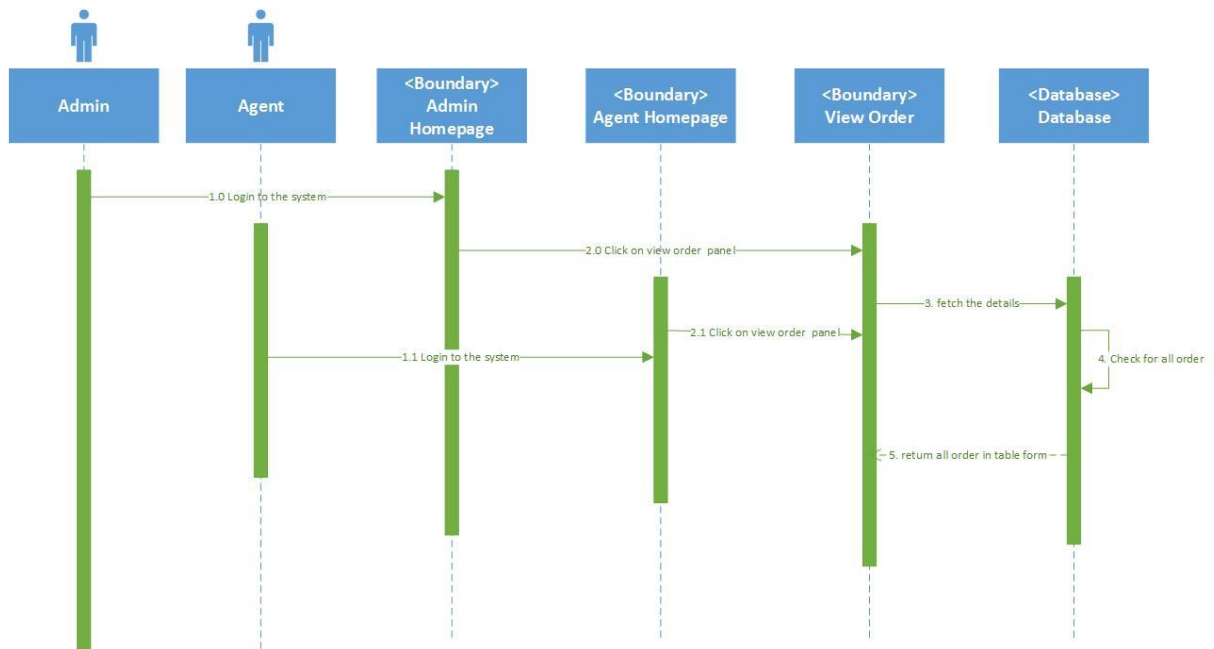 Admin
Agent
<Boundary>
Admin
Homepage
<Boundary>
Agent Homepage
<Boundary>
View Order
<Database>
Database
1.0 Login to the system
2.0 Click on view order panel
3. fetch the details
2.1 Click on view order panel
1.1 Login to the system
4. Check for all order
5. return all order in table form